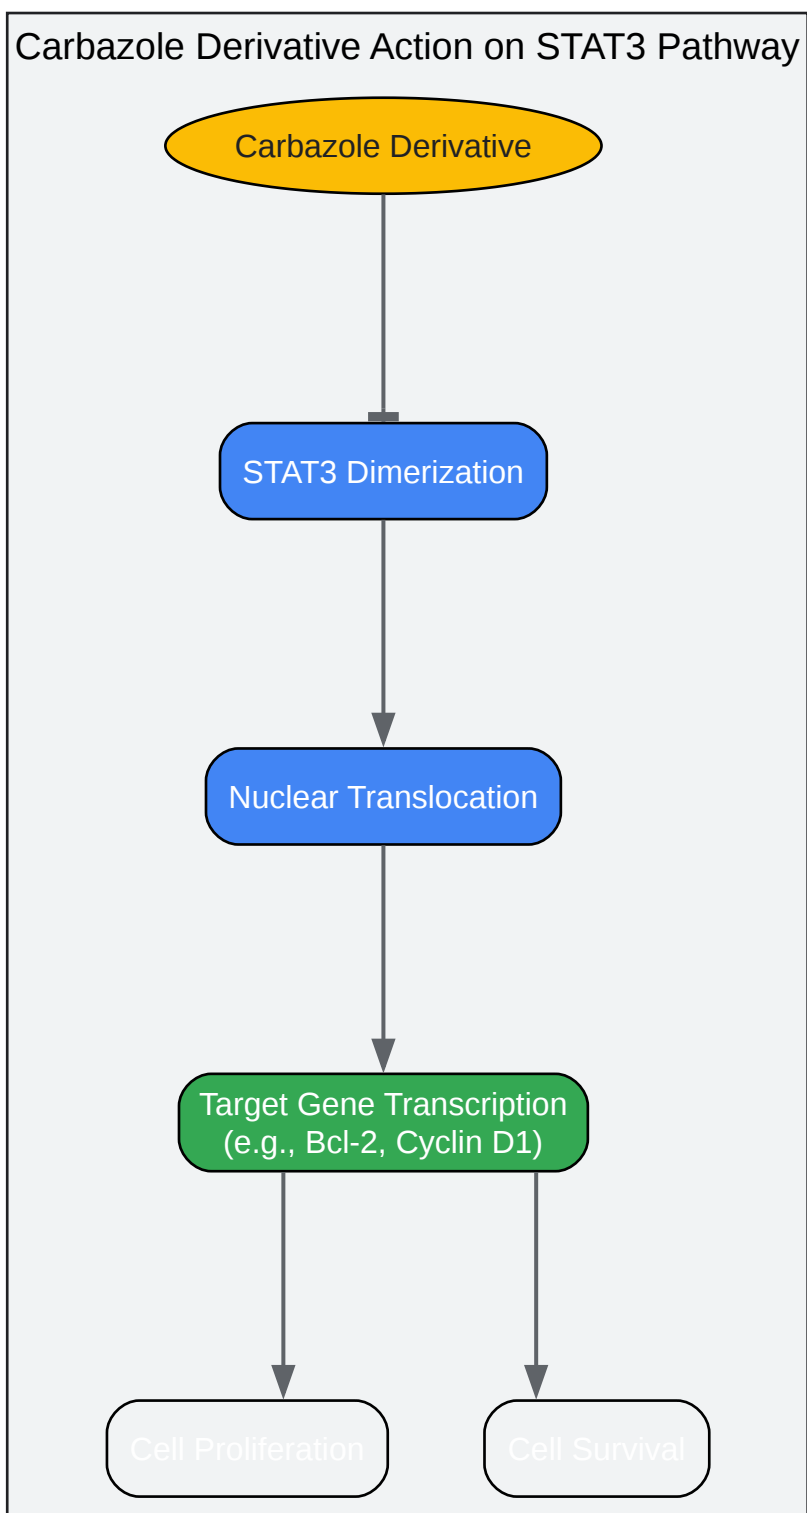 Carbazole Derivative Action on STAT3 Pathway
Carbazole Derivative
STAT3 Dimerization
Nuclear Translocation
Target Gene Transcription
(e.g., Bcl-2, Cyclin D1)
Cell Proliferation
Cell Survival